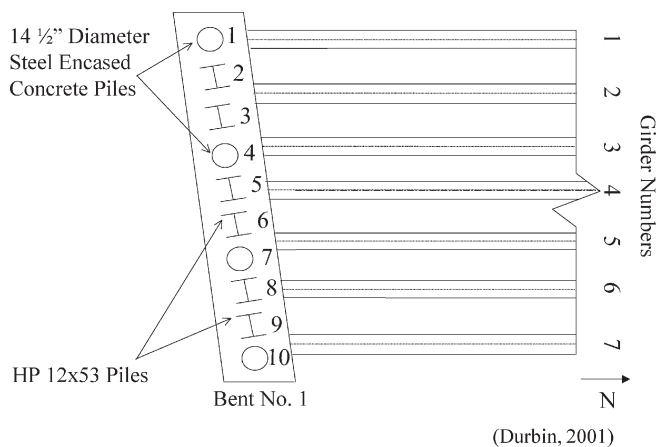 14 ½” Diameter
Steel Encased
Concrete Piles
1
2
3
4
5
6
7
8
9
10
HP 12x53 Piles
Bent No. 1
1
2
3
4
5
6
7
Girder Numbers
N
(Durbin, 2001)